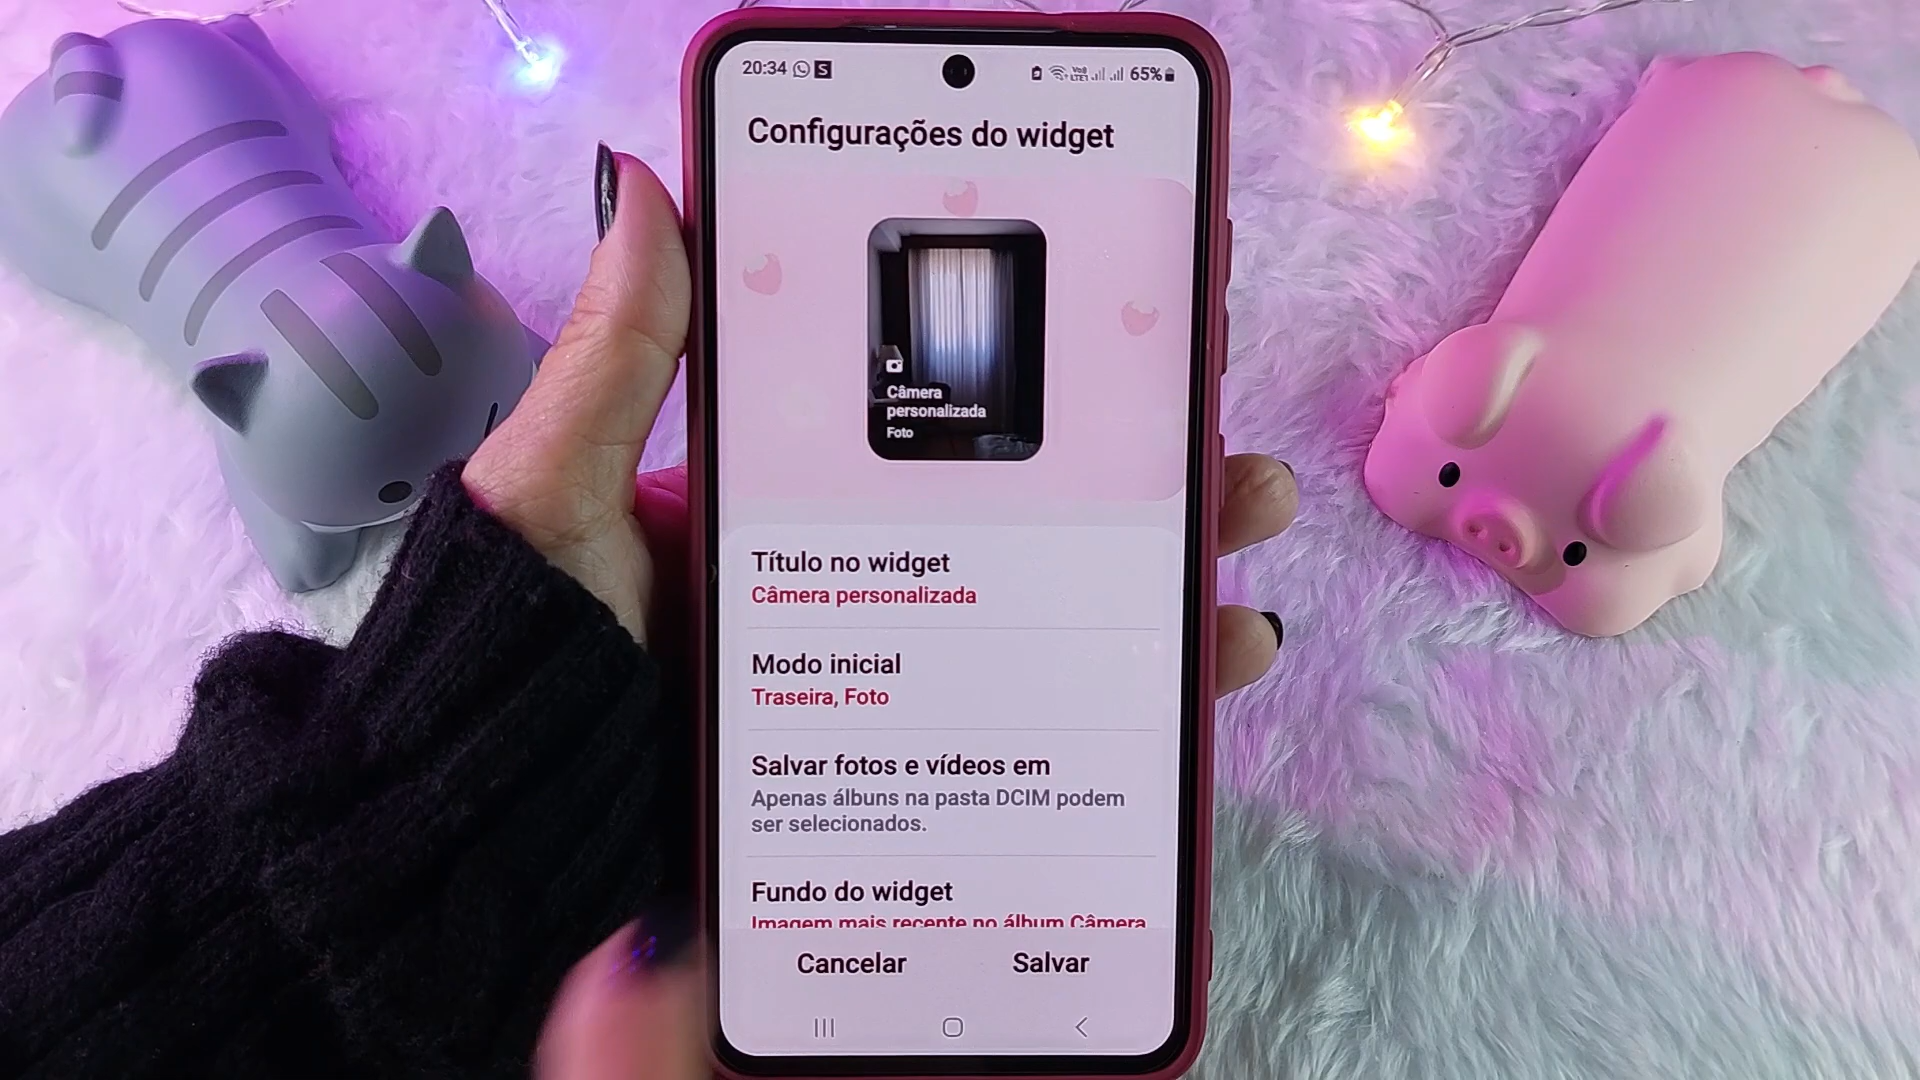 20:34 S 65%
Configurações do widget
Câmera
personalizada
Foto
Título no widget
Câmera personalizada
Modo inicial
Traseira, Foto
Salvar fotos e vídeos em
Apenas álbuns na pasta DCIM podem
ser selecionados.
Fundo do widget
Imagem mais recente no álbum Câmera
Cancelar
Salvar